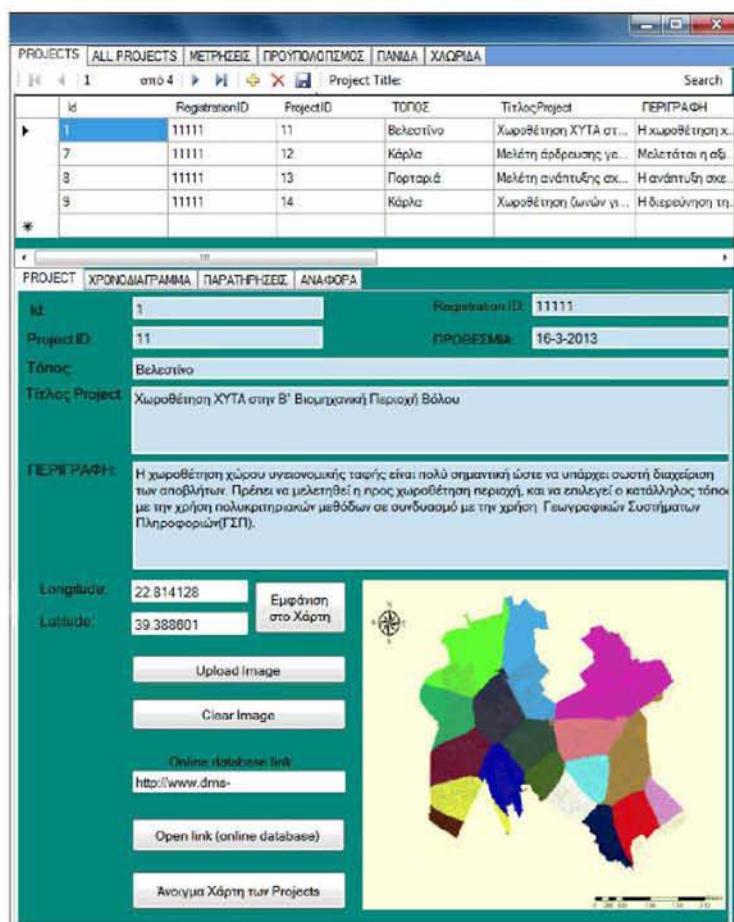 PROJECTS ALL PROJECTS ΜΕΤΡΗΣΕΙΣ ΠΡΟΥΠΟΛΟΓΙΣΜΟΣ ΠΑΝΙΔΑ ΧΛΩΡΙΔΑ
1 από 4 Project Title: Search
Id RegistrationID ProjectID ΤΟΠΟΣ ΤίτλοςProject ΠΕΡΙΓΡΑΦΗ
1 11111 11 Βελεστίνο Χωροθέτηση ΧΥΤΑ στ... Η χωροθέτηση χ...
7 11111 12 Κάρλα Μελέτη άρδρευσης γε... Μελετάται η αξι...
8 11111 13 Πορταριά Μελέτη ανάπτυξης σχ... Η ανάπτυξη σχε...
9 11111 14 Κάρλα Χωροθέτηση ζωνών γι... Η διερεύνηση τη...
PROJECT ΧΡΟΝΟΔΙΑΓΡΑΜΜΑ ΠΑΡΑΤΗΡΗΣΕΙΣ ΑΝΑΦΟΡΑ
Id: 1 Registration ID: 11111
Project ID: 11 ΠΡΟΘΕΣΜΙΑ: 16-3-2013
Τόπος Βελεστίνο
Τίτλος Project Χωροθέτηση ΧΥΤΑ στην Β' Βιομηχανική Περιοχή Βόλου
ΠΕΡΙΓΡΑΦΗ: Η χωροθέτηση χώρου υγειονομικής ταφής είναι πολύ σημαντική ώστε να υπάρχει σωστή διαχείριση
των αποβλήτων. Πρέπει να μελετηθεί η προς χωροθέτηση περιοχή, και να επιλεγεί ο κατάλληλος τόπος
με την χρήση πολυκριτηριακών μεθόδων σε συνδυασμό με την χρήση Γεωγραφικών Συστήματων
Πληροφοριών(ΓΣΠ).
Longitude: 22.814128
Latitude: 39.388601
Εμφάνιση
στο Χάρτη
Upload Image
Clear Image
Online database link
http://www.dms-
Open link (online database)
Άνοιγμα Χάρτη των Projects